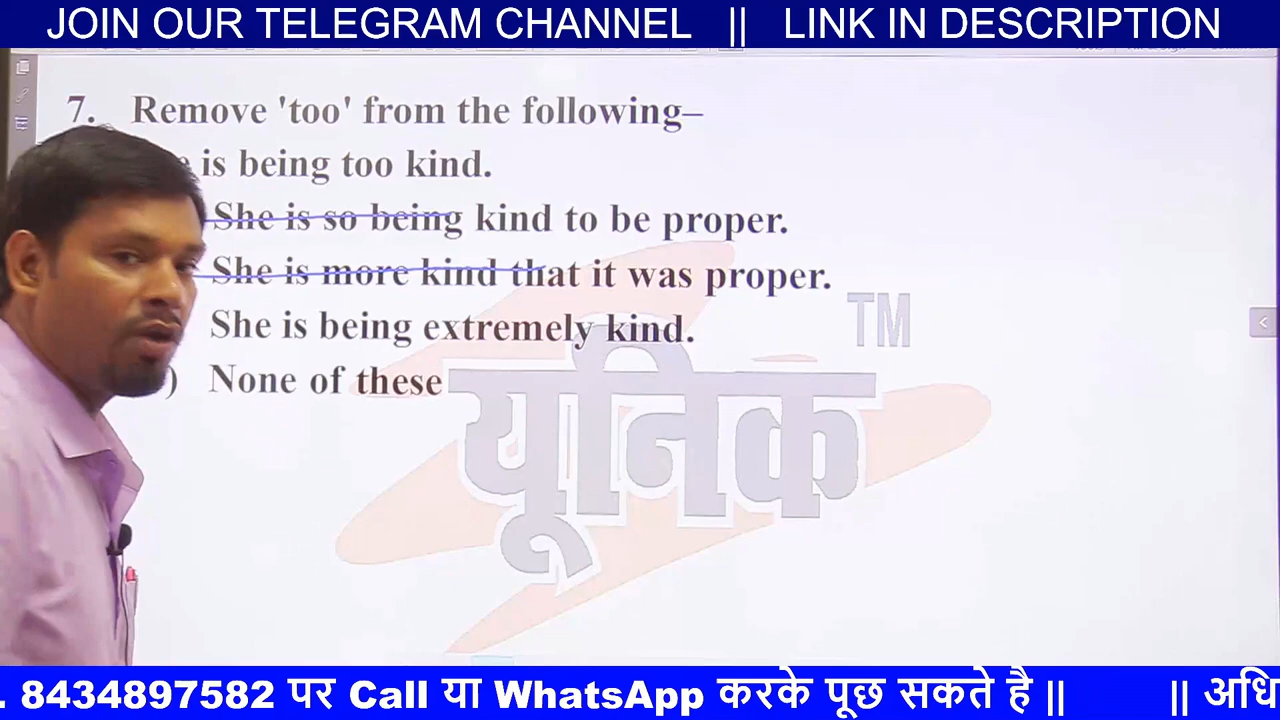 JOIN OUR TELEGRAM CHANNEL || LINK IN DESCRIPTION
7. Remove 'too' from the following–
is being too kind.
She is so being kind to be proper.
She is more kind that it was proper.
She is being extremely kind.
) None of these
TM
यूनिक
. 8434897582 पर Call या WhatsApp करके पूछ सकते है || || अधि